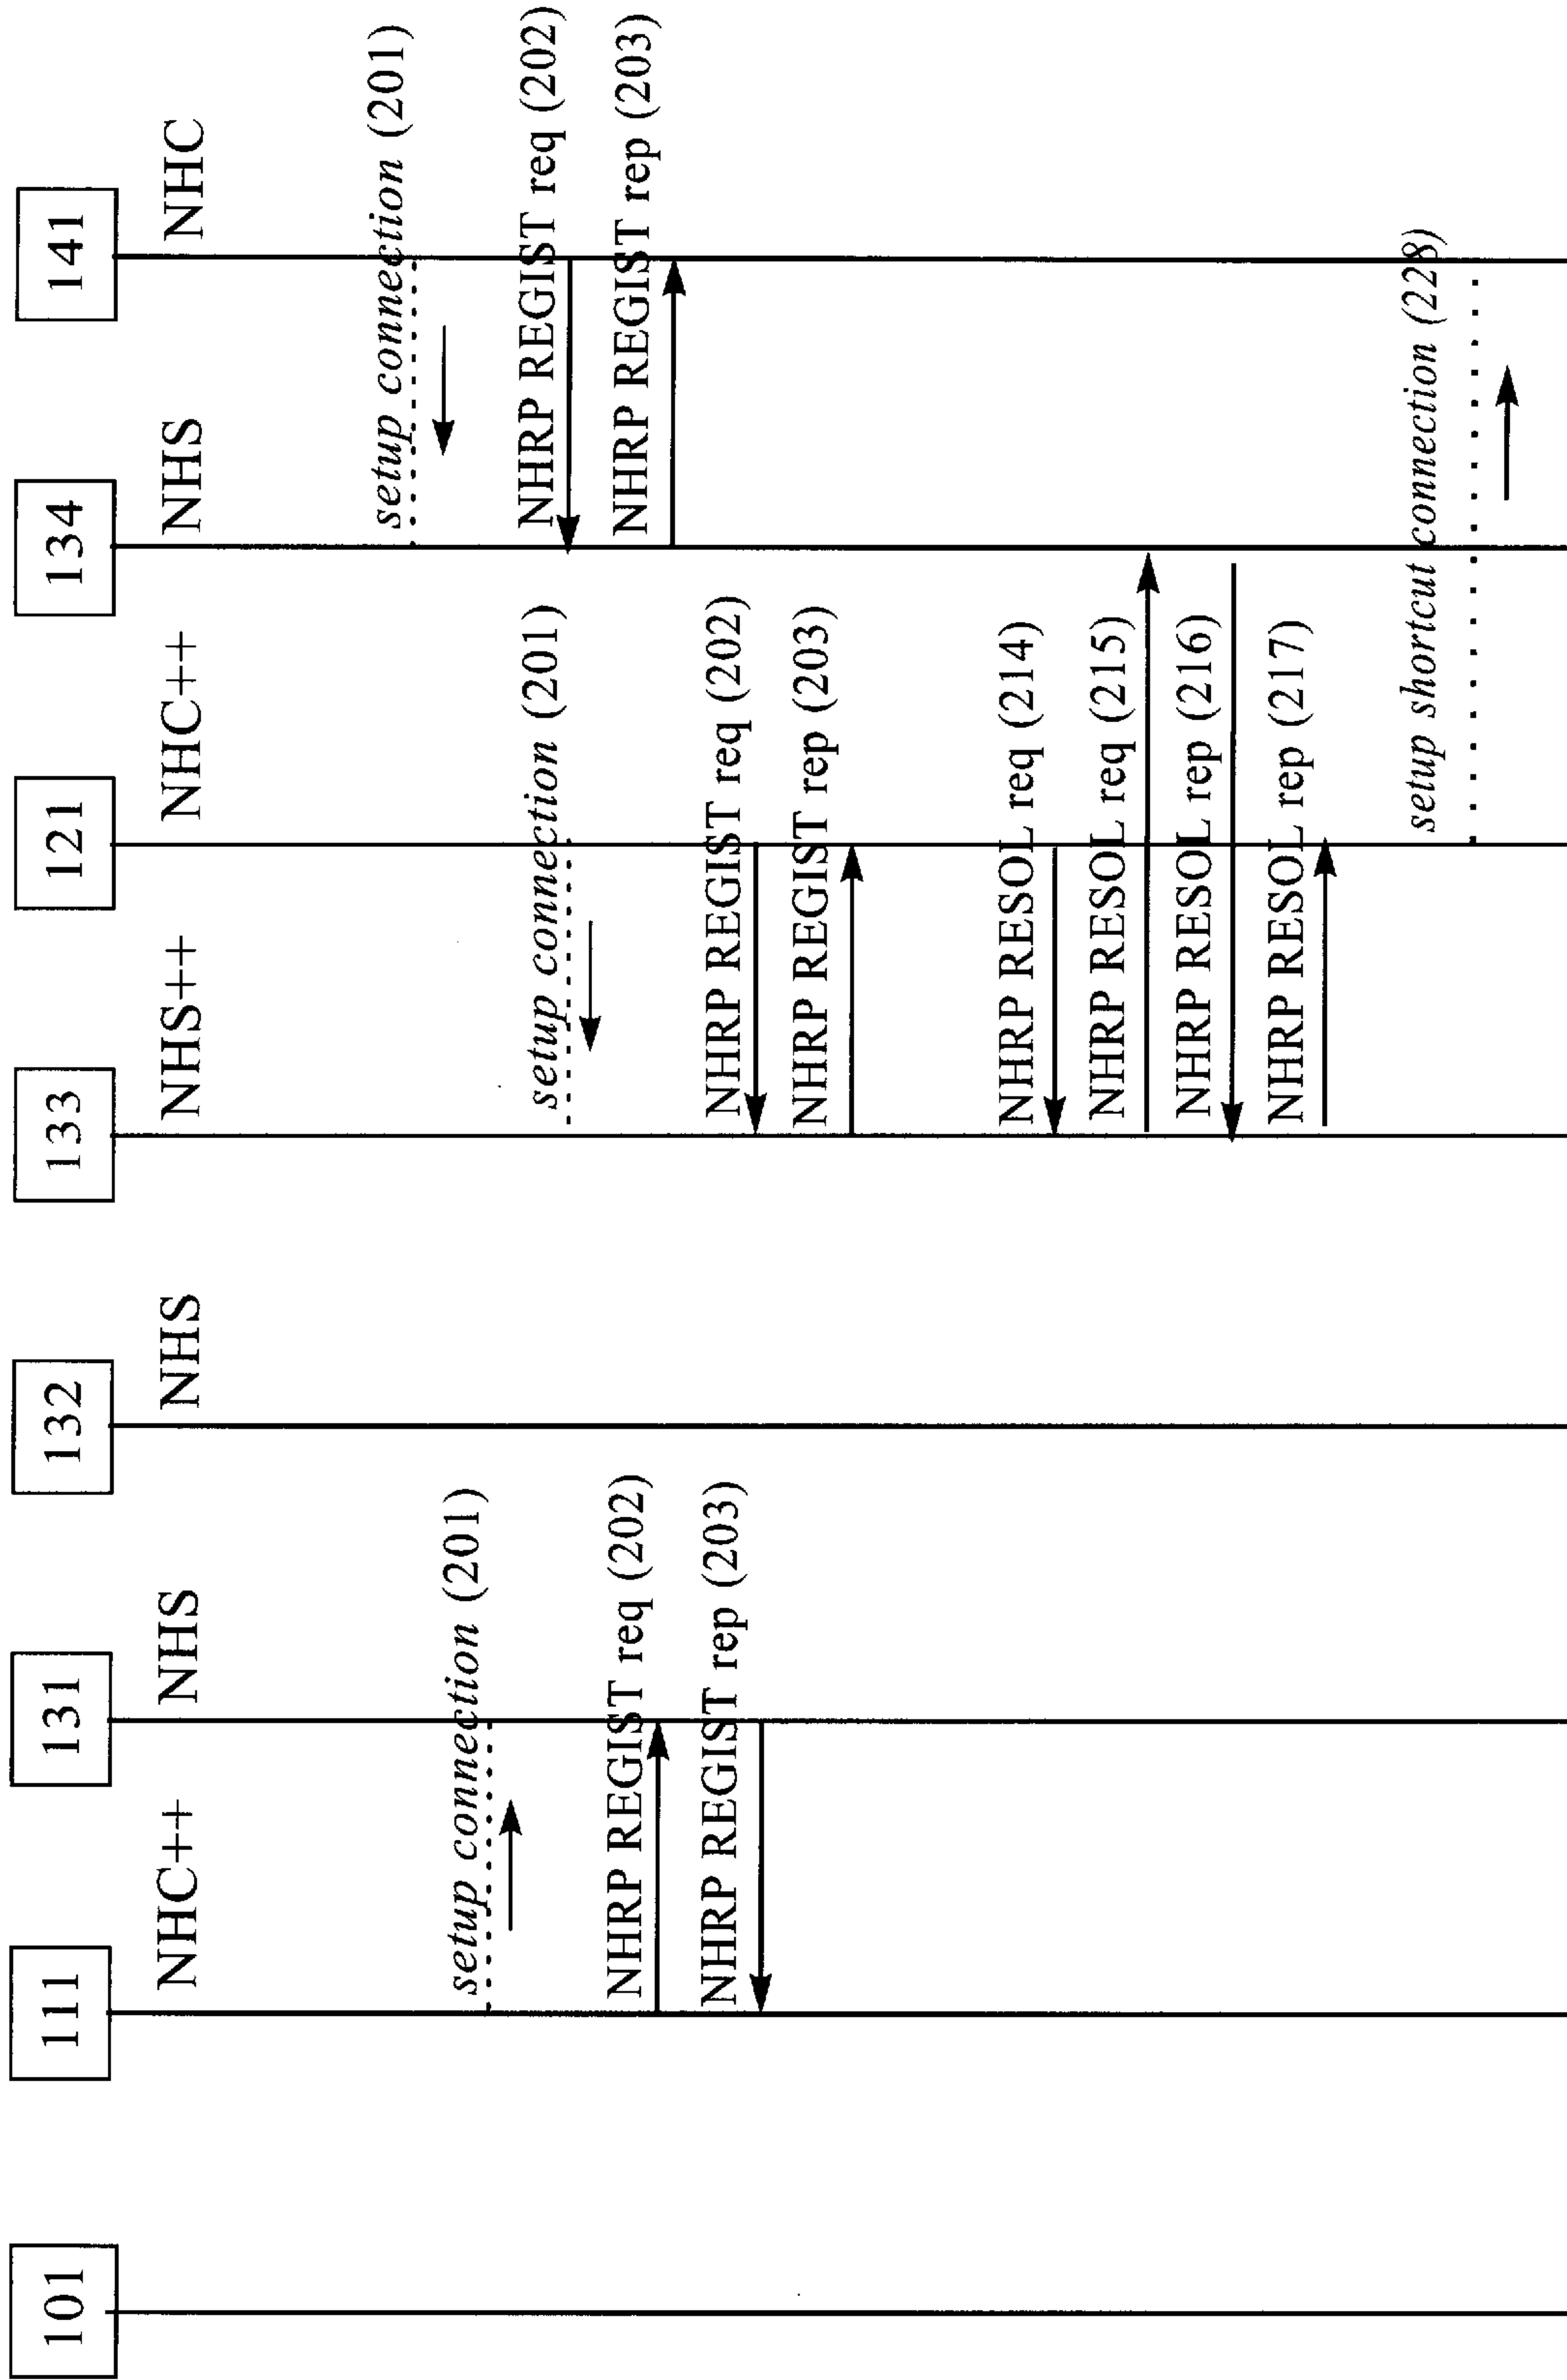 101
111
131
132
133
121
134
141
NHC++
NHS
NHS
NHS++
NHC++
NHS
NHC
setup connection (201)
NHRP REGIST req (202)
NHRP REGIST rep (203)
setup connection (201)
NHRP REGIST req (202)
NHRP REGIST rep (203)
setup connection (201)
NHRP REGIST req (202)
NHRP REGIST rep (203)
NHRP RESOL req (214)
NHRP RESOL req (215)
NHRP RESOL rep (216)
NHRP RESOL rep (217)
setup shortcut connection (228)